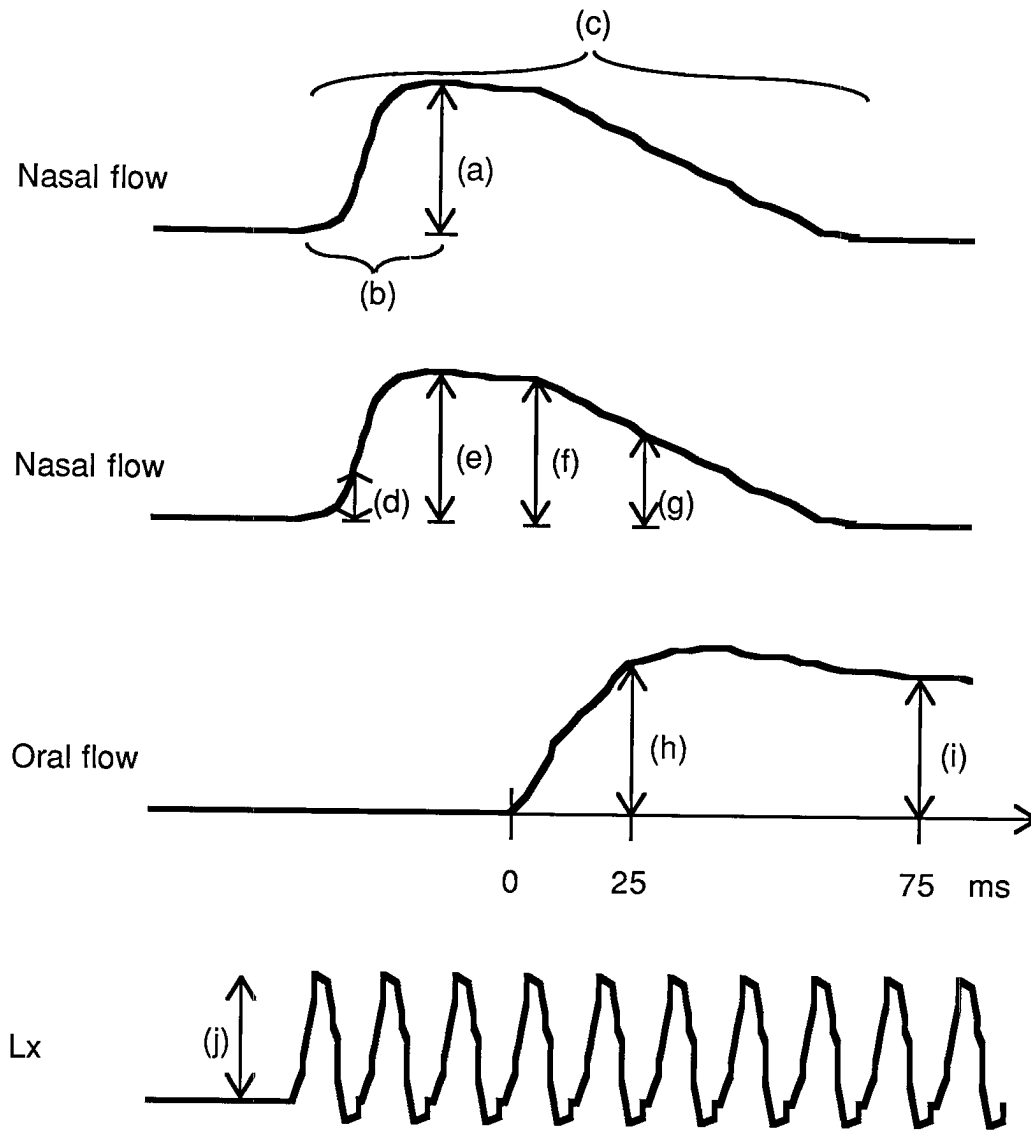 (c)
Nasal flow
(a)
(b)
Nasal flow
(d)
(e)
(f)
(g)
Oral flow
(h)
(i)
0 25 75 ms
Lx
(j)